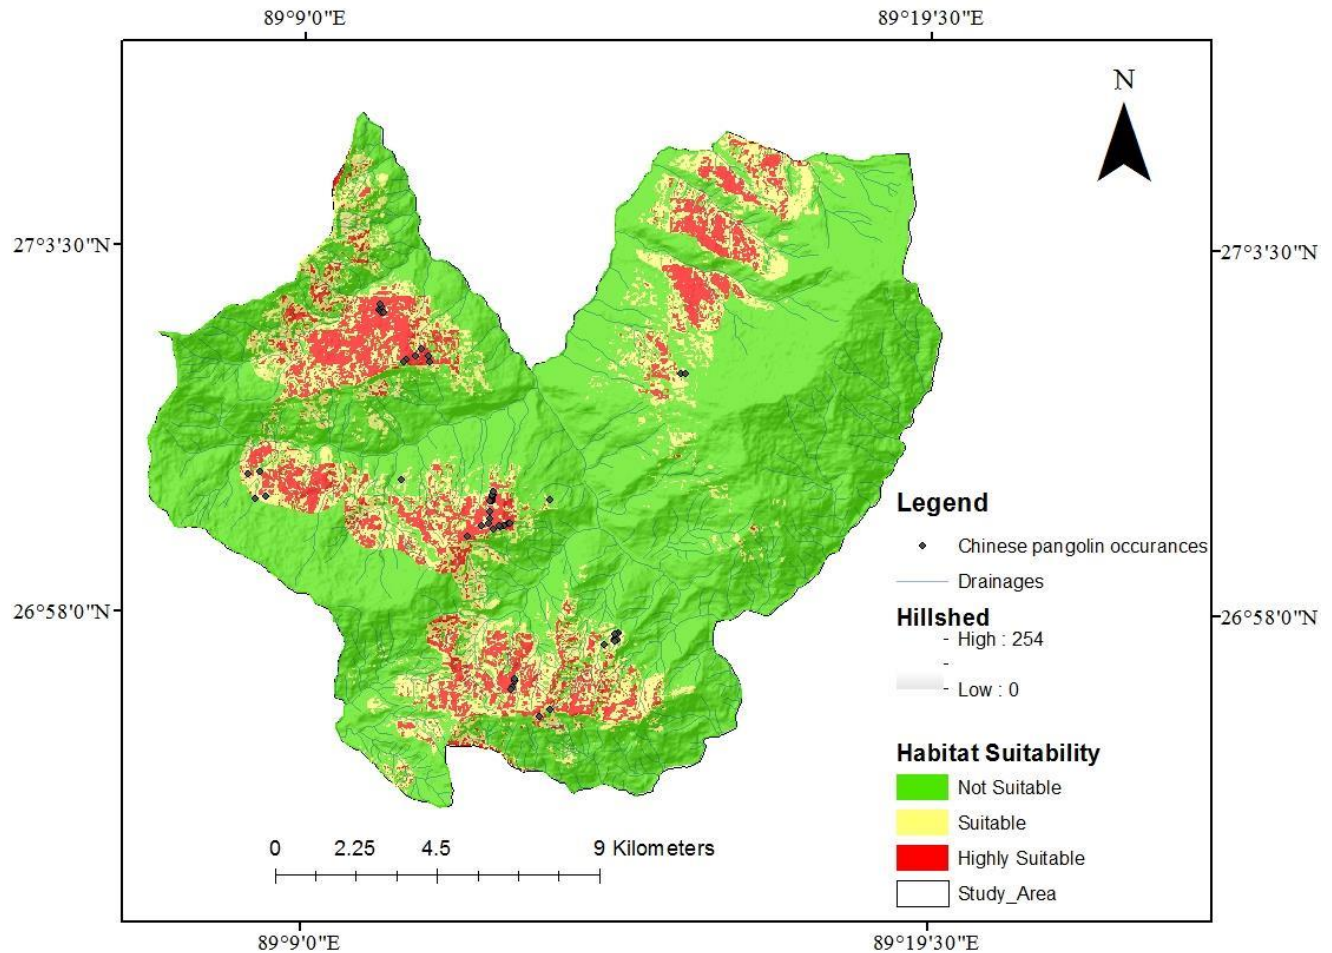 89°9'0"E
89°19'30"E
N
27°3'30"N
27°3'30"N
Legend
Chinese pangolin occurances
Drainages
26°58'0"N
26°58'0"N
Hillshed
High : 254
Low : 0
Habitat Suitability
Not Suitable
Suitable
Highly Suitable
Study_Area
0 2.25 4.5 9 Kilometers
89°9'0"E
89°19'30"E